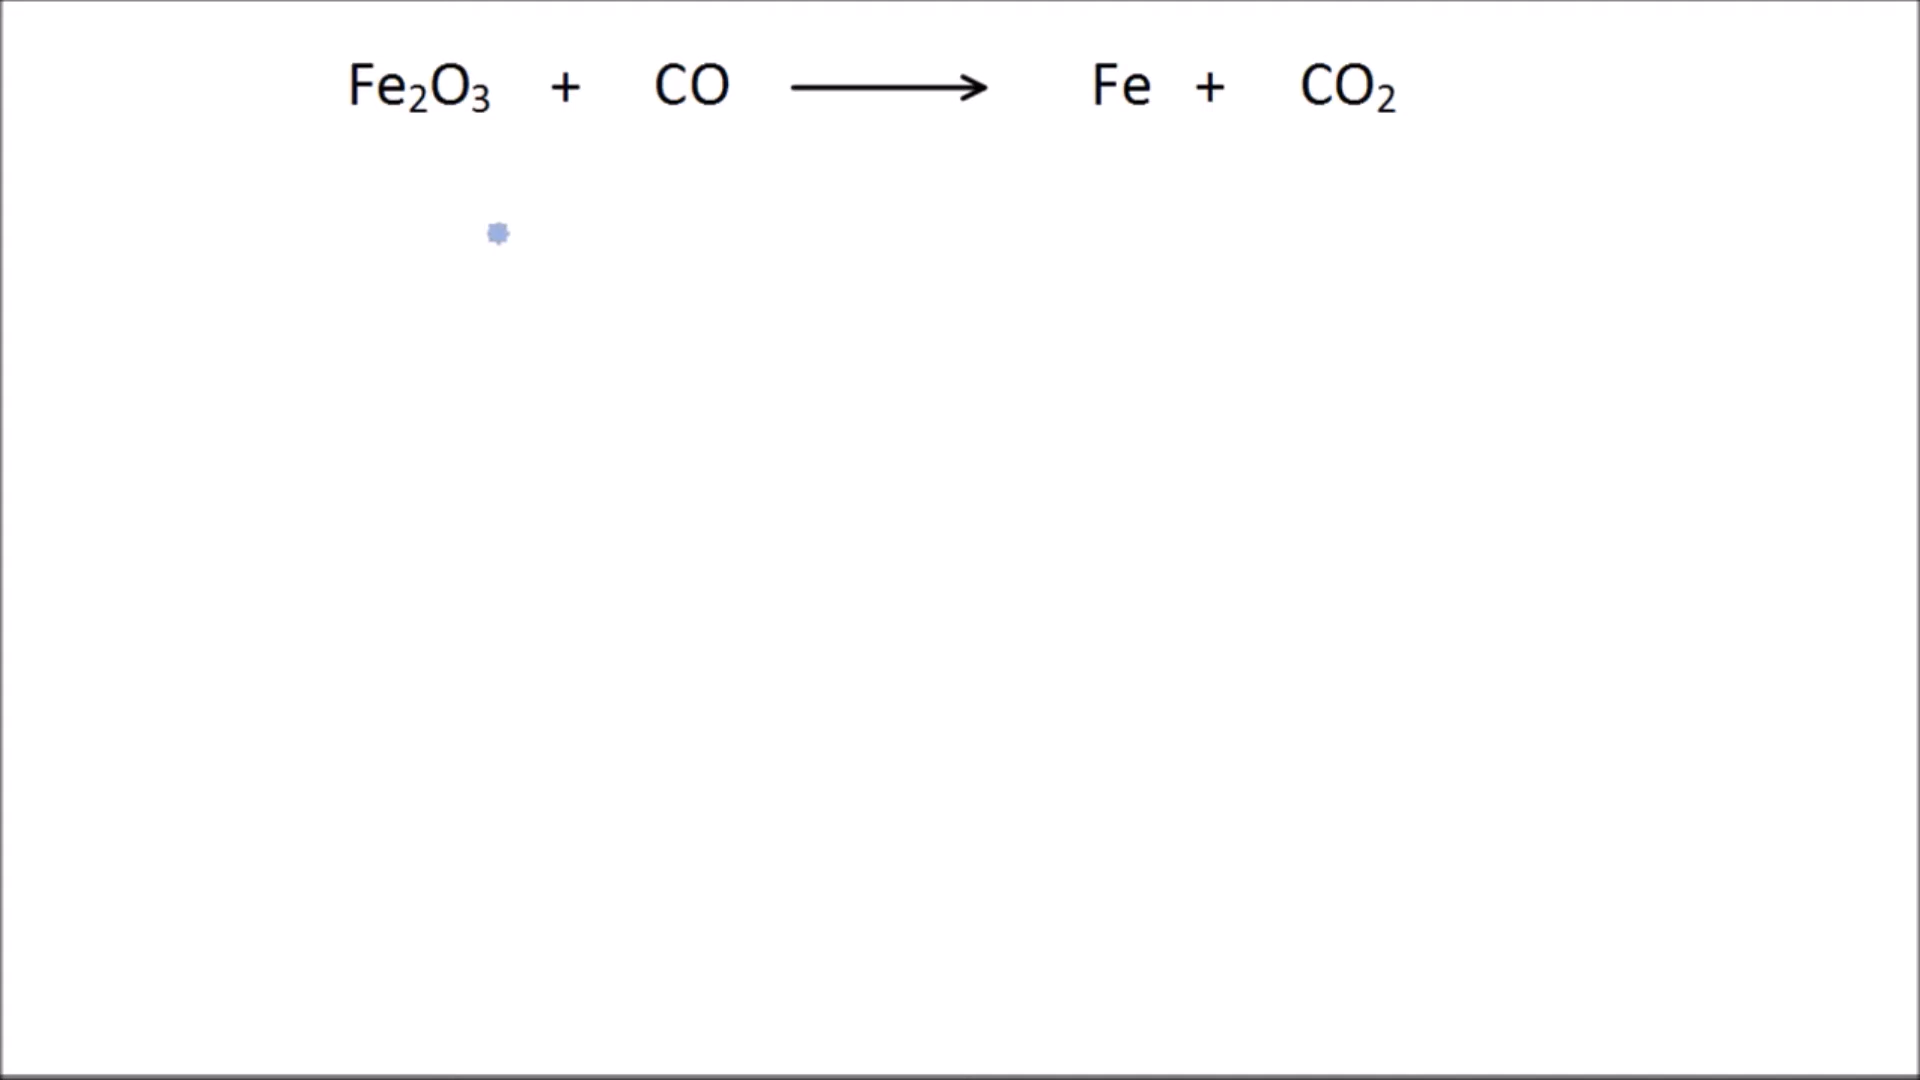 Fe₂O₃ + CO ⟶ Fe + CO₂